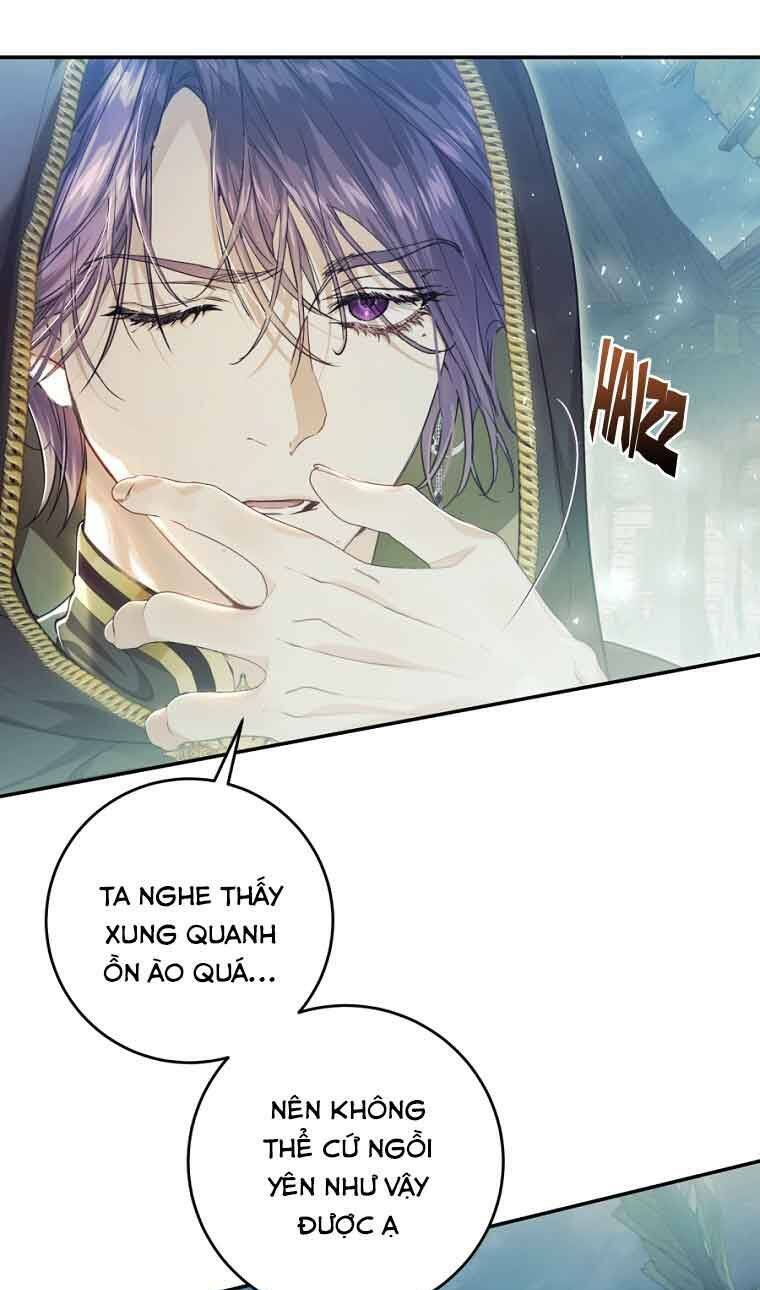 HAIZZ
TA NGHE THẤY
XUNG QUANH
ỒN ÀO QUÁ...
NÊN KHÔNG
THỂ CỨ NGỒI
YÊN NHƯ VẬY
ĐƯỢC Ạ